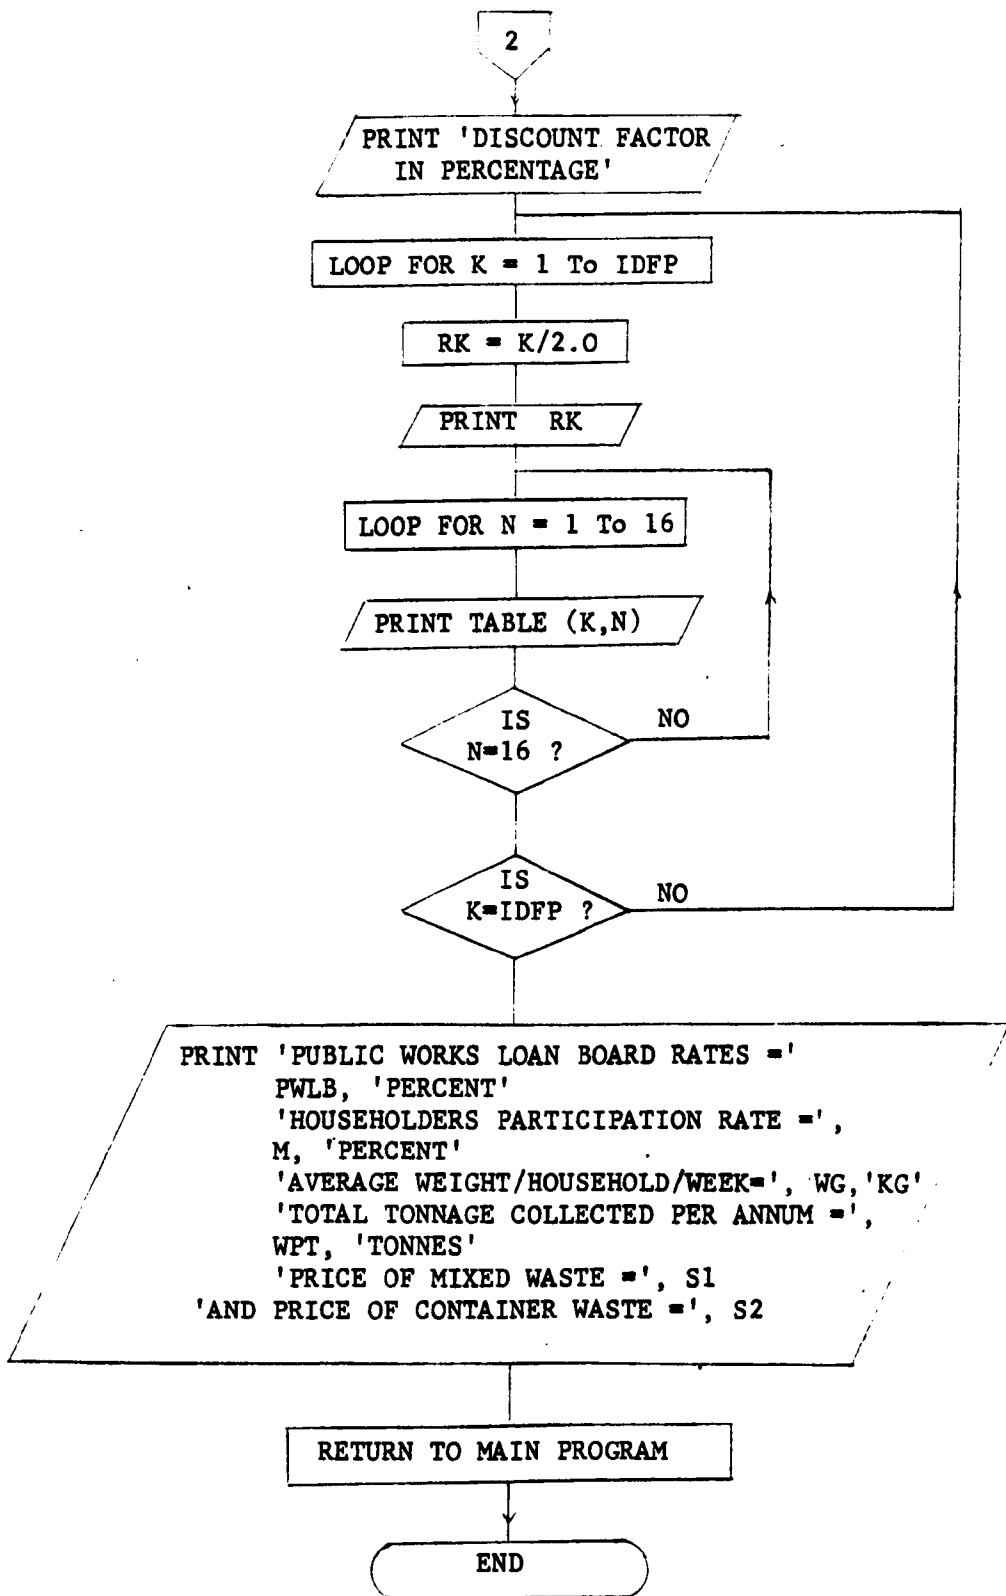 2
PRINT 'DISCOUNT FACTOR
IN PERCENTAGE'
LOOP FOR K = 1 To IDFP
RK = K/2.0
PRINT RK
LOOP FOR N = 1 To 16
PRINT TABLE (K,N)
IS
N=16 ?
NO
IS
K=IDFP ?
NO
PRINT 'PUBLIC WORKS LOAN BOARD RATES ='
PWLB, 'PERCENT'
'HOUSEHOLDERS PARTICIPATION RATE =',
M, 'PERCENT'
'AVERAGE WEIGHT/HOUSEHOLD/WEEK=', WG,'KG'
'TOTAL TONNAGE COLLECTED PER ANNUM =',
WPT, 'TONNES'
'PRICE OF MIXED WASTE =', S1
'AND PRICE OF CONTAINER WASTE =', S2
RETURN TO MAIN PROGRAM
END